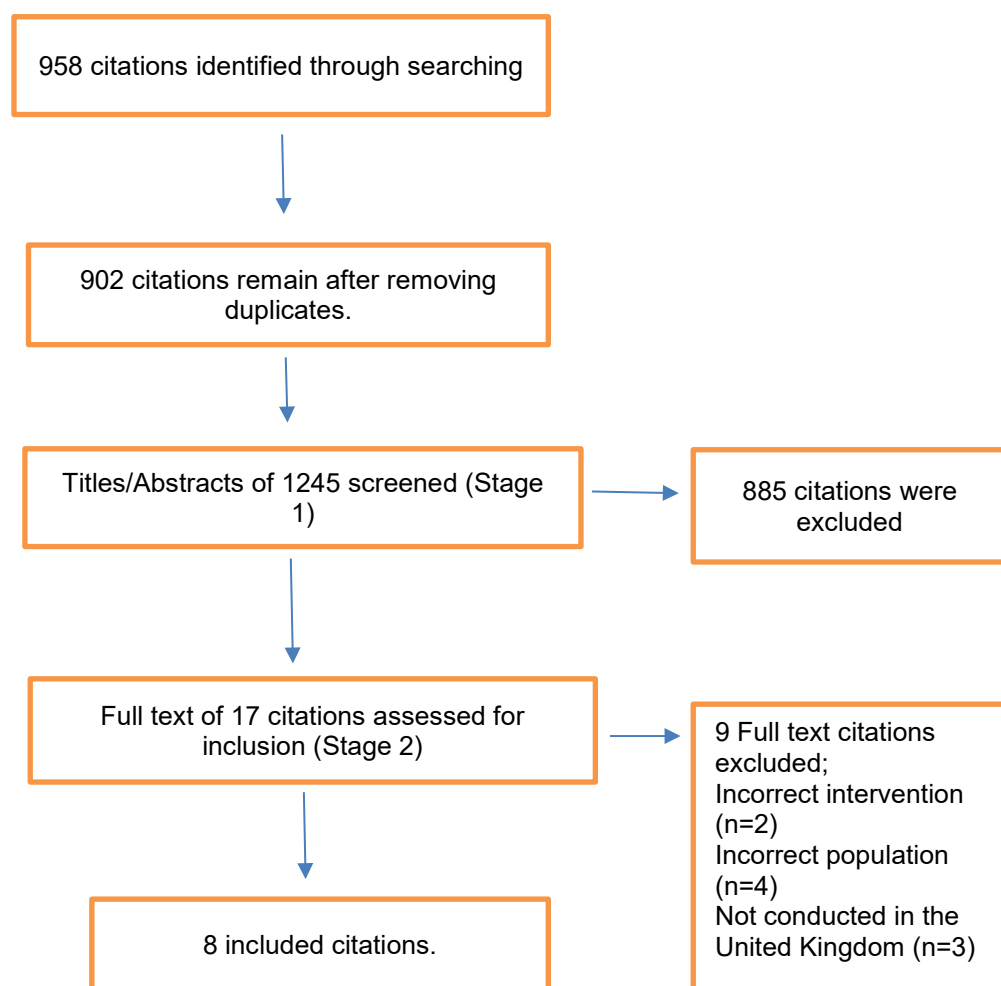 958 citations identified through searching
902 citations remain after removing
duplicates.
Titles/Abstracts of 1245 screened (Stage
1)
885 citations were
excluded
Full text of 17 citations assessed for
inclusion (Stage 2)
9 Full text citations
excluded;
Incorrect intervention
(n=2)
Incorrect population
(n=4)
Not conducted in the
United Kingdom (n=3)
8 included citations.